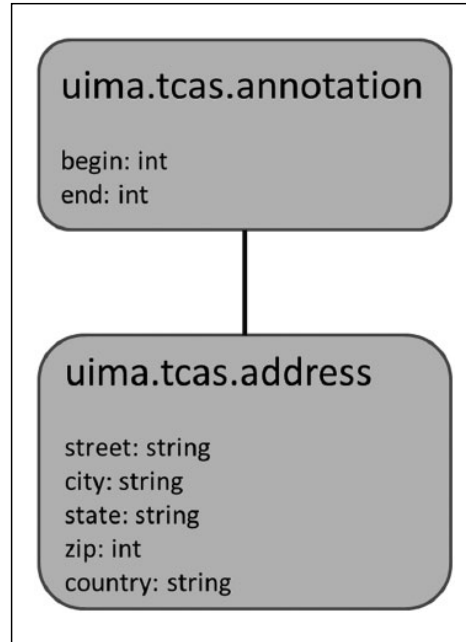 uima.tcas.annotation
begin: int
end: int
uima.tcas.address
street: string
city: string
state: string
zip: int
country: string